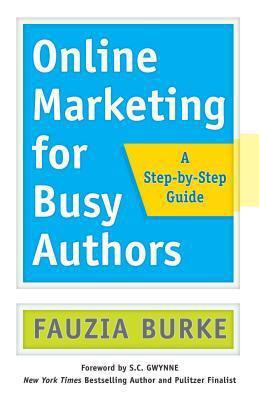 Online
Marketing
for
Busy
Authors
A
Step-by-Step
Guide
FAUZIA BURKE
Foreword by S.C. GWYNNE
New York Times Bestselling Author and Pulitzer Finalist